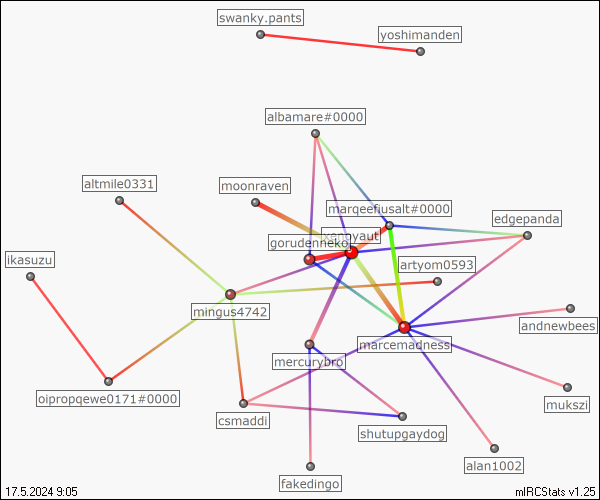 swanky.pants
yoshimanden
albamare#0000
altmile0331
moonraven
marqeefiusalt#0000
edgepanda
gorudenneko
ikasuzu
artyom0593
mingus4742
andnewbees
marcemadness
mercurybro
oipropqewe0171#0000
mukszi
csmaddi
shutupgaydog
alan1002
fakedingo
17.5.2024 9:05
mIRCStats v1.25